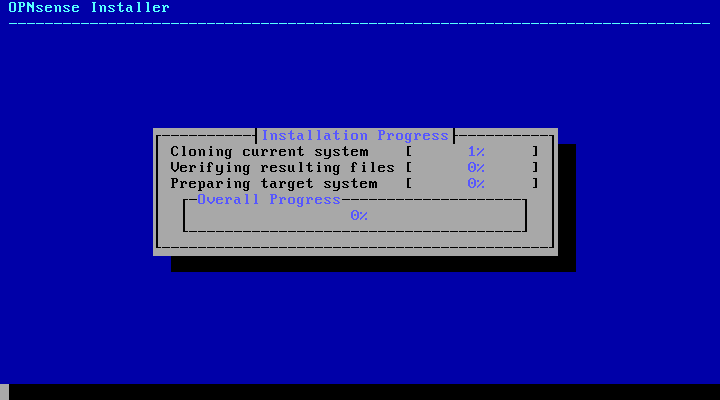 OPNsense Installer
Installation Progress
Cloning current system [ 1% ]
Verifying resulting files [ 0% ]
Preparing target system [ 0% ]
Overall Progress
0%